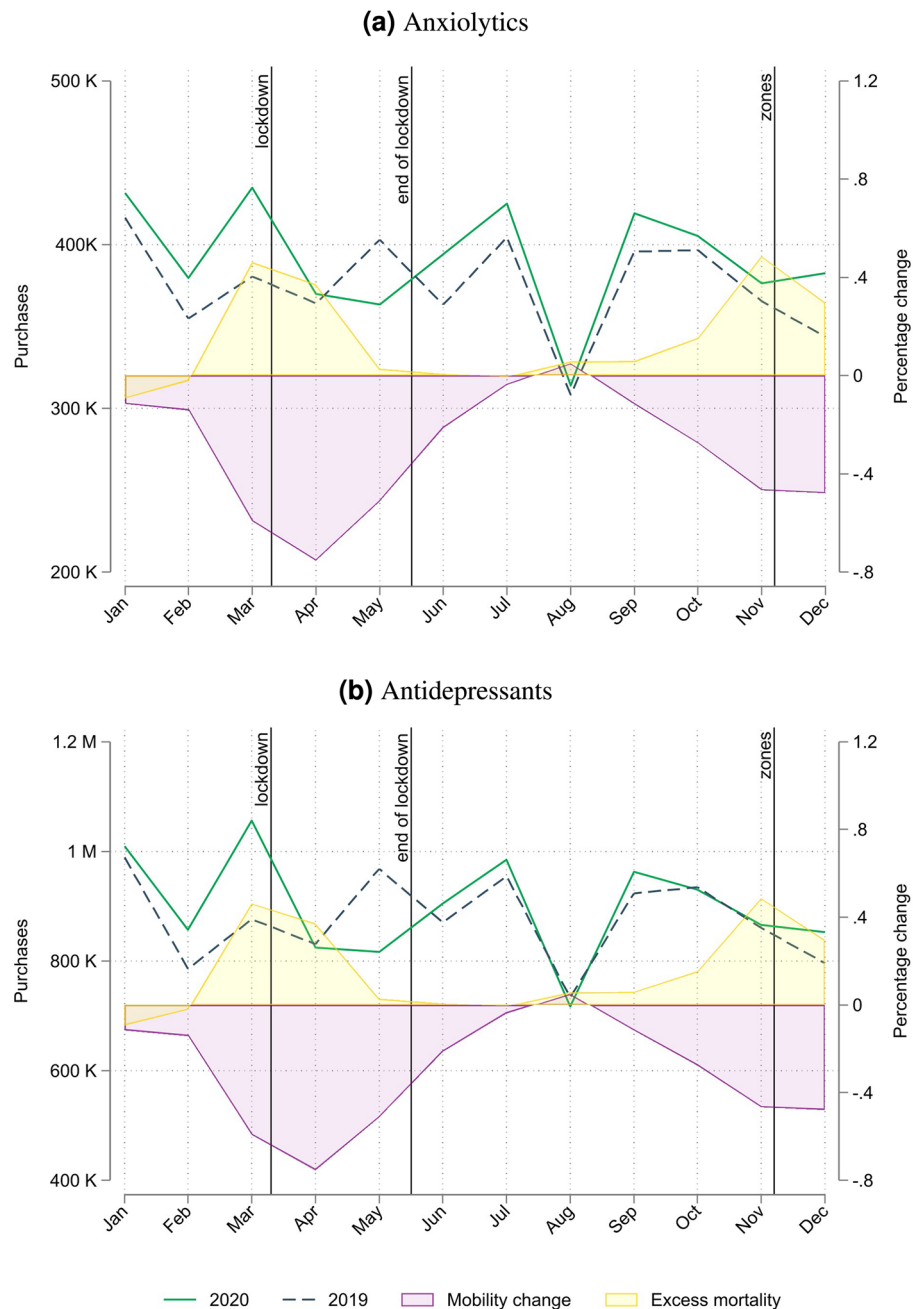 (a) Anxiolytics
500 K
400K
300 K
200 K
Purchases
lockdown
end of lockdown
zones
1.2
.8
.4
0
-.4
-.8
Percentage change
Jan
Feb
Mar
Apr
May
Jun
Jul
Aug
Sep
Oct
Nov
Dec
(b) Antidepressants
1.2 M
1 M
800 K
600 K
400 K
Purchases
lockdown
end of lockdown
zones
1.2
.8
.4
0
-.4
-.8
Percentage change
Jan
Feb
Mar
Apr
May
Jun
Jul
Aug
Sep
Oct
Nov
Dec
2020 2019 Mobility change Excess mortality